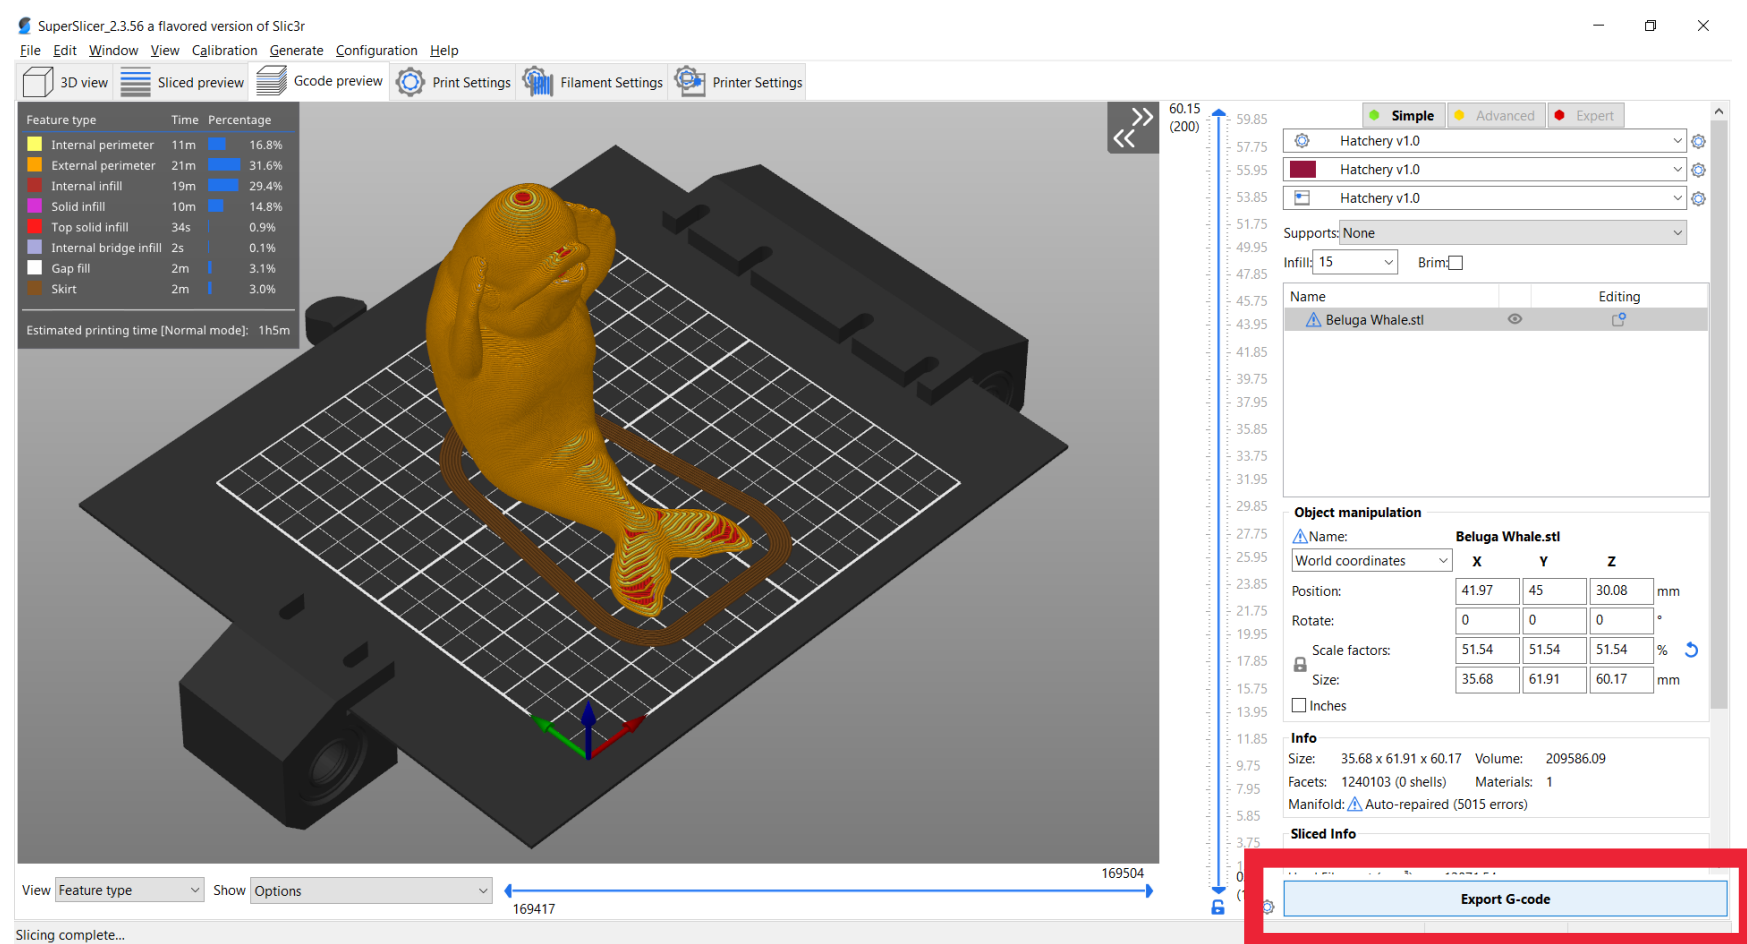 SuperSlicer_2.3.56 a flavored version of Slic3r
File Edit Window View Calibration Generate Configuration Help
3D view Sliced preview Gcode preview Print Settings Filament Settings Printer Settings
Feature type Time Percentage
Internal perimeter 11m 16.8%
External perimeter 21m 31.6%
Internal infill 19m 29.4%
Solid infill 10m 14.8%
Top solid infill 34s 0.9%
Internal bridge infill 2s 0.1%
Gap fill 2m 3.1%
Skirt 2m 3.0%
Estimated printing time [Normal mode]: 1h5m
60.15
(200)
59.85
57.75
55.95
53.85
51.75
49.95
47.85
45.75
43.95
41.85
39.75
37.95
35.85
33.75
31.95
29.85
27.75
25.95
23.85
21.75
19.95
17.85
15.75
13.95
11.85
9.75
7.95
5.85
3.75
Simple Advanced Expert
Hatchery v1.0
Hatchery v1.0
Hatchery v1.0
Supports: None
Infill: 15 Brim:
Name Editing
Beluga Whale.stl
Object manipulation
Name: Beluga Whale.stl
World coordinates X Y Z
Position: 41.97 45 30.08 mm
Rotate: 0 0 0 °
Scale factors: 51.54 51.54 51.54 %
Size: 35.68 61.91 60.17 mm
Inches
Info
Size: 35.68 x 61.91 x 60.17 Volume: 209586.09
Facets: 1240103 (0 shells) Materials: 1
Manifold: Auto-repaired (5015 errors)
Sliced Info
Export G-code
169504
View Feature type Show Options
169417
Slicing complete...